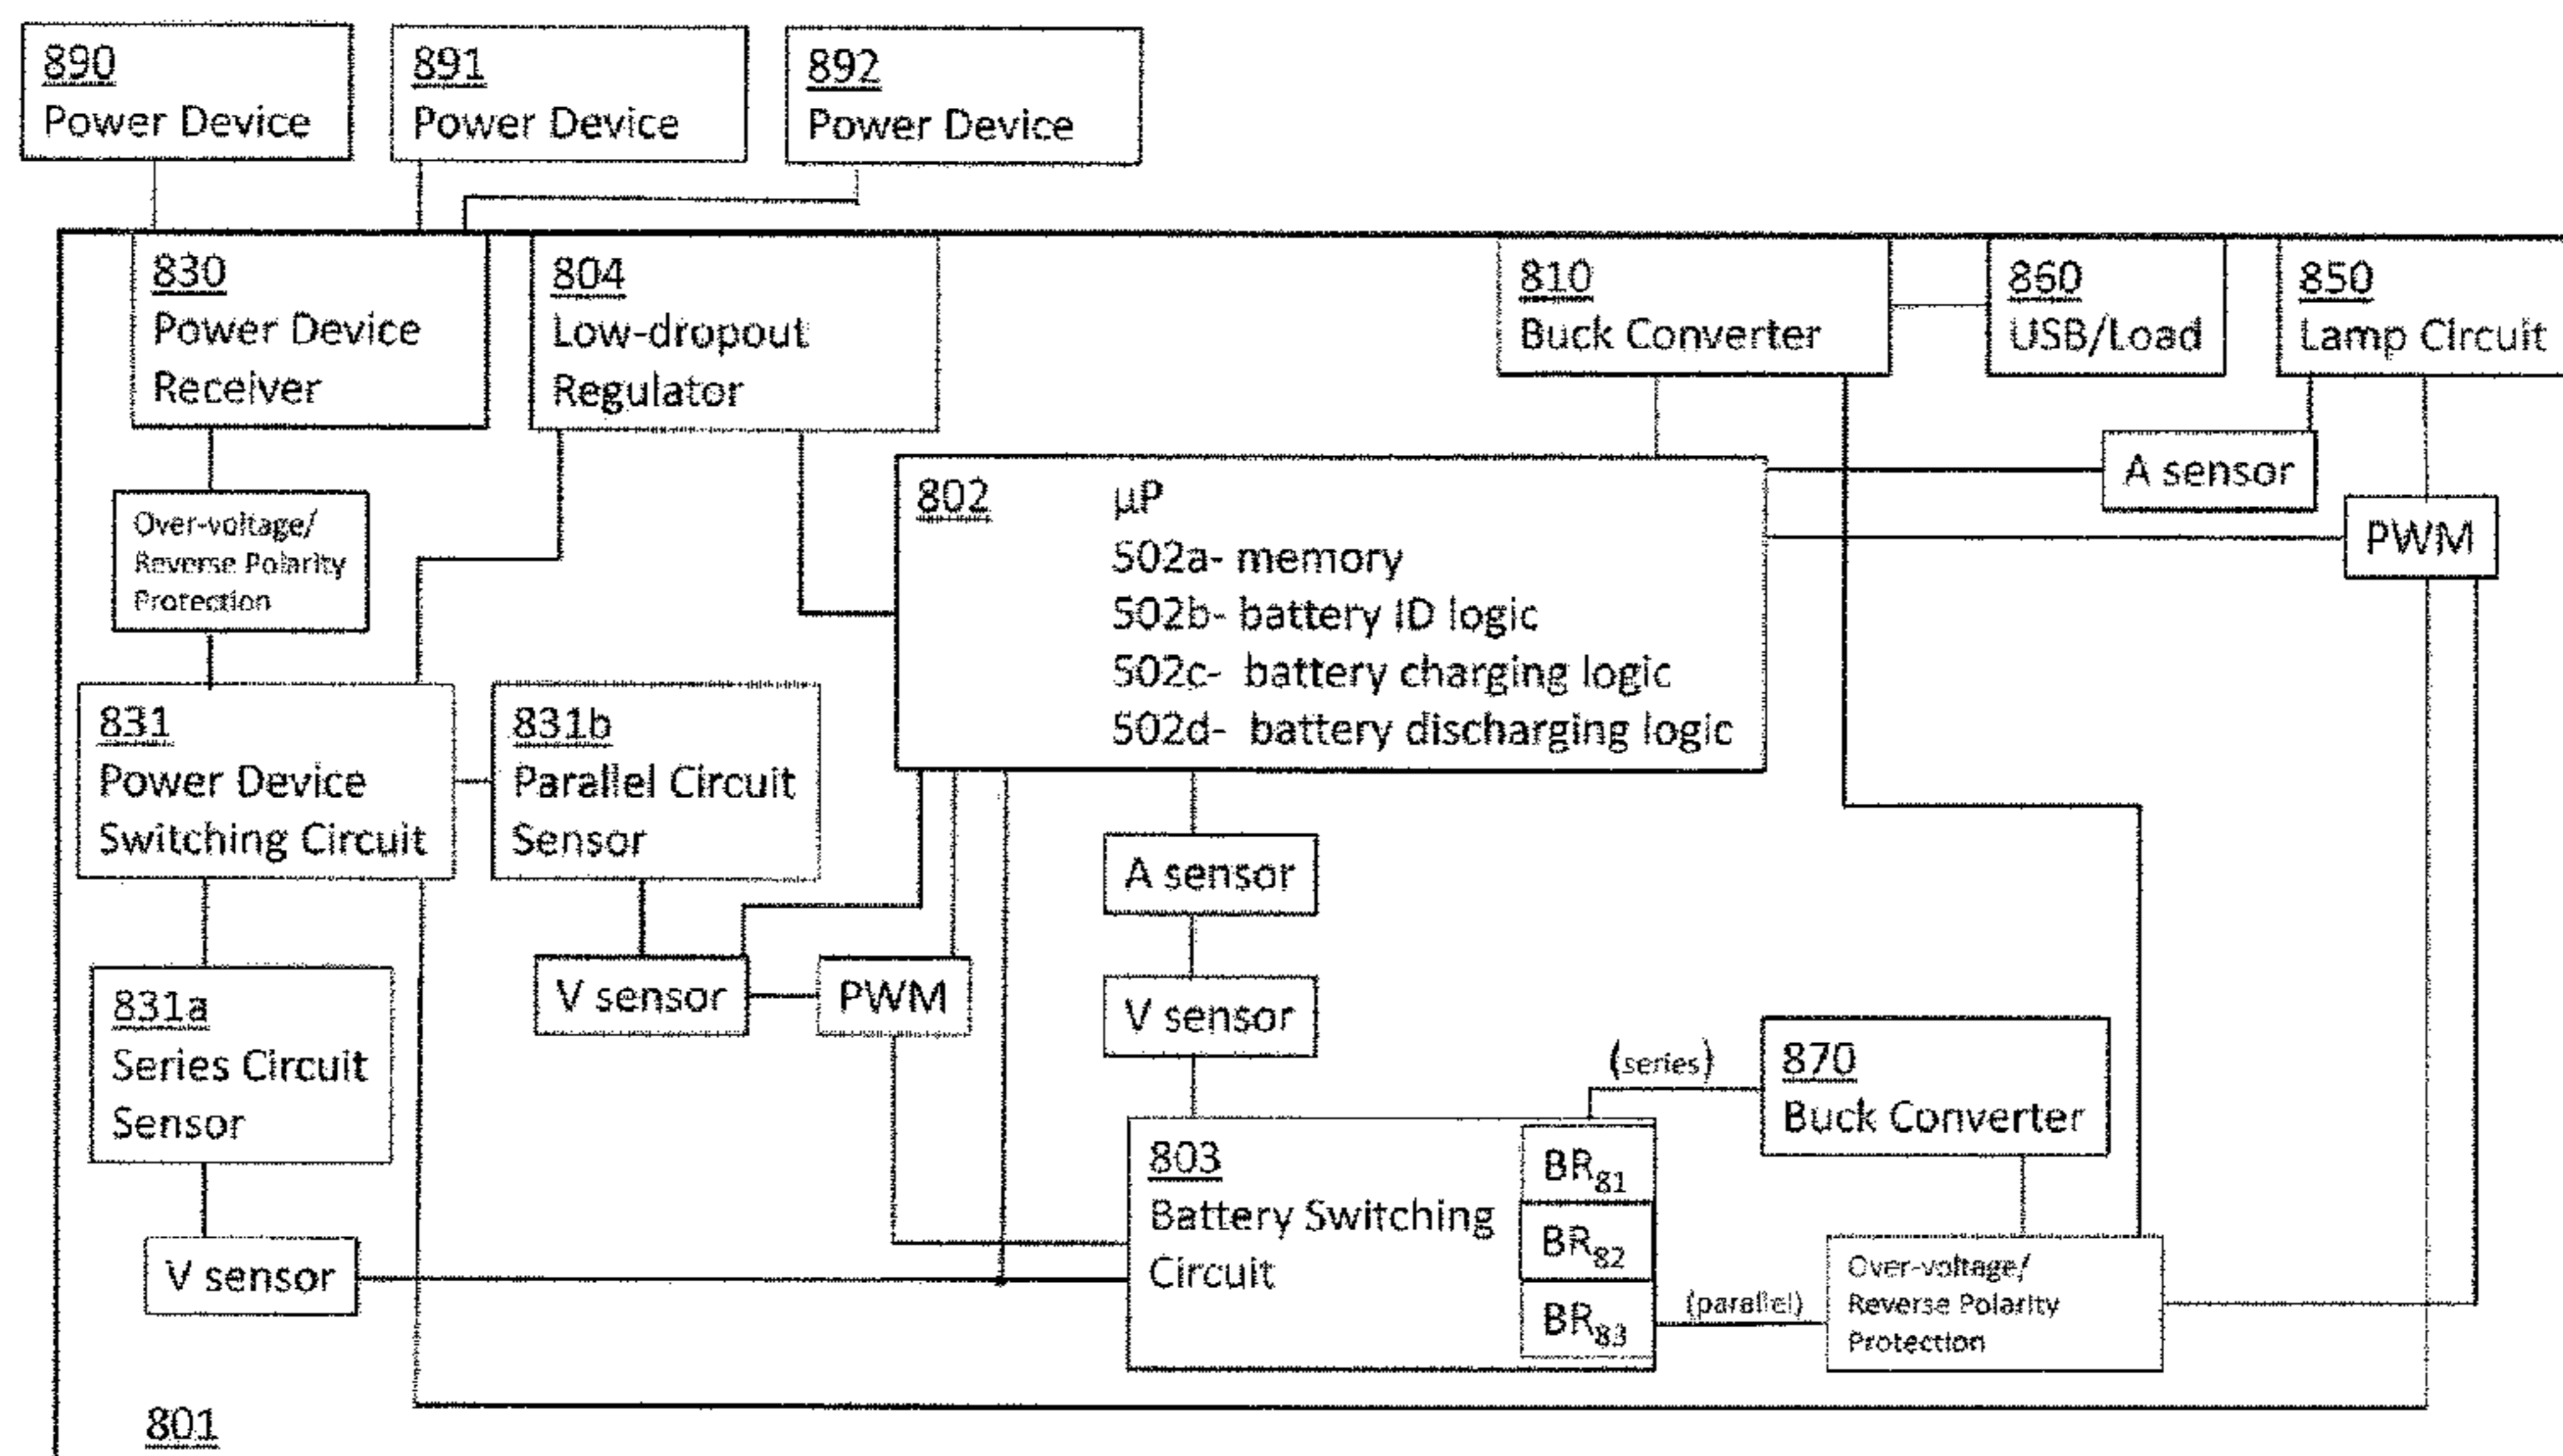 890
Power Device
891
Power Device
892
Power Device
830
Power Device
Receiver
804
Low-dropout
Regulator
810
Buck Converter
860
USB/Load
850
Lamp Circuit
A sensor
PWM
Over-voltage/
Reverse Polarity
Protection
802
µP
502a- memory
502b- battery ID logic
502c- battery charging logic
502d- battery discharging logic
831
Power Device
Switching Circuit
831b
Parallel Circuit
Sensor
A sensor
V sensor
PWM
V sensor
831a
Series Circuit
Sensor
V sensor
803
Battery Switching
Circuit
BR81
BR82
BR83
(series)
870
Buck Converter
(parallel)
Over-voltage/
Reverse Polarity
Protection
801